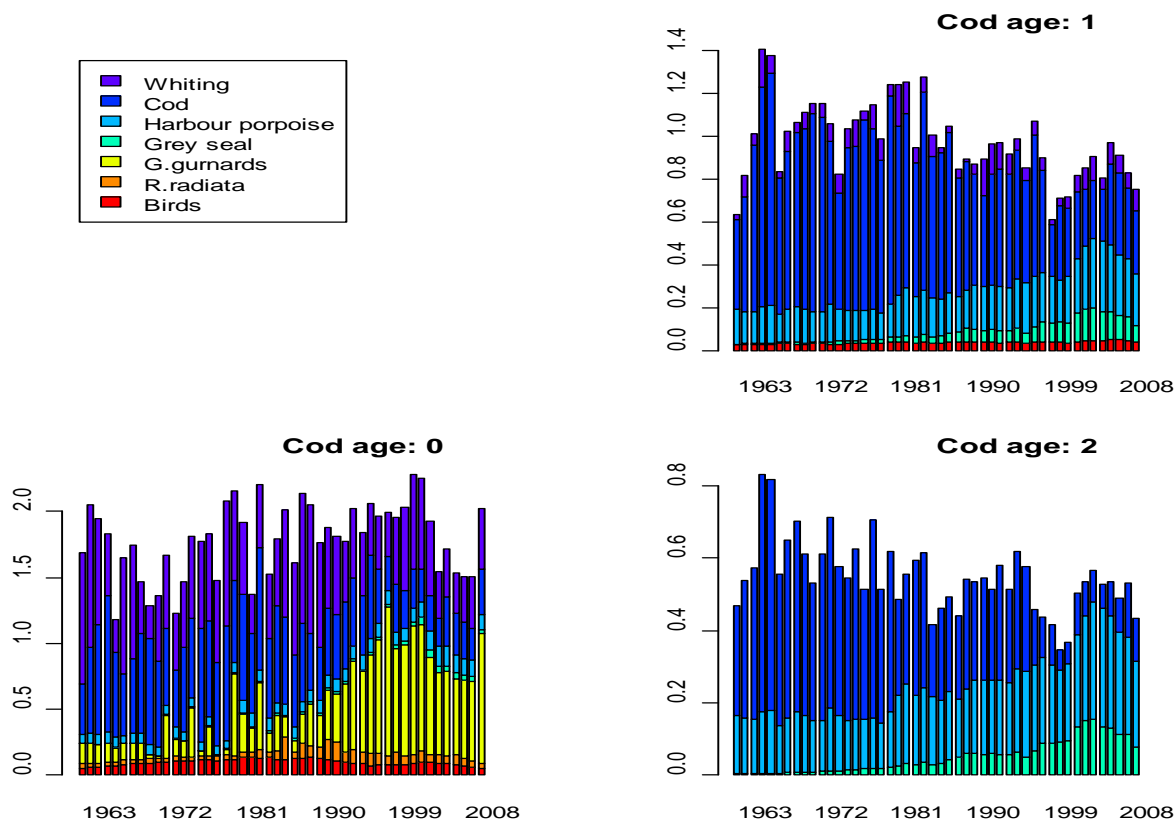 Cod age: 1
Whiting
Cod
Harbour porpoise
Grey seal
G.gurnards
R.radiata
Birds
0.0 0.2 0.4 0.6 0.8 1.0 1.2 1.4
1963 1972 1981 1990 1999 2008
Cod age: 0
0.0 0.5 1.0 1.5 2.0
1963 1972 1981 1990 1999 2008
Cod age: 2
0.0 0.2 0.4 0.6 0.8
1963 1972 1981 1990 1999 2008